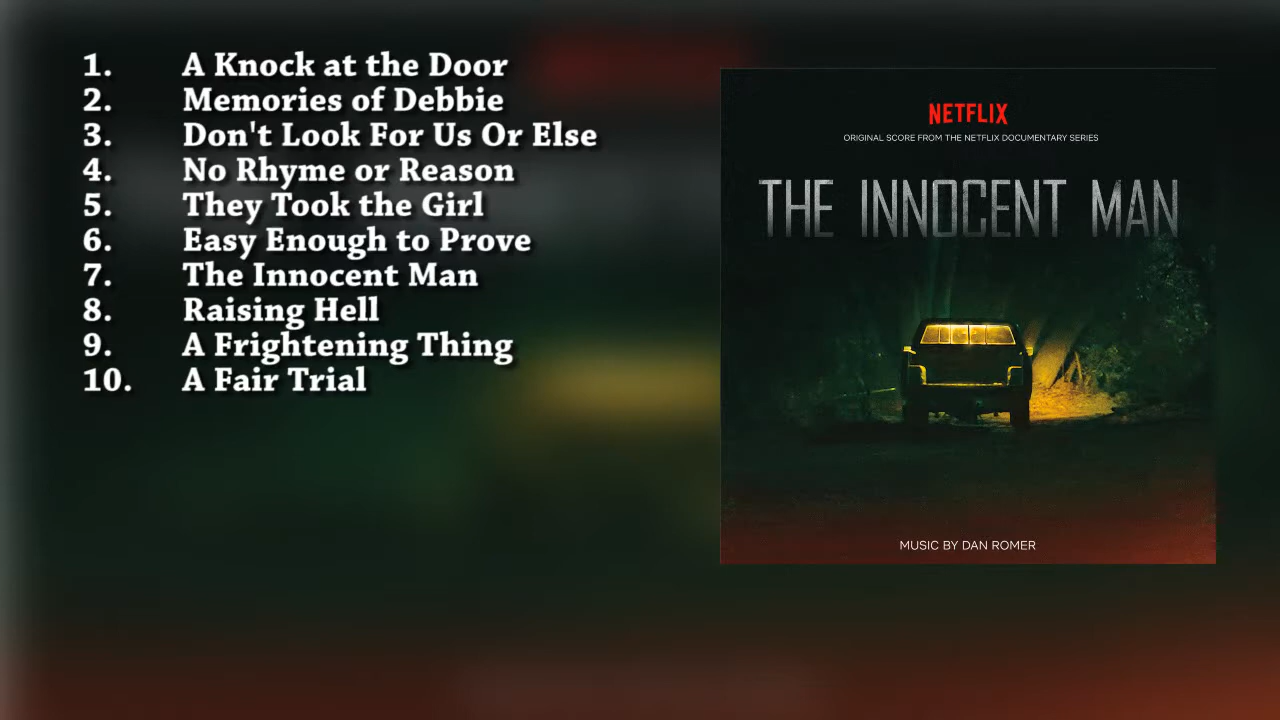 1. A Knock at the Door
2. Memories of Debbie
3. Don't Look For Us Or Else
4. No Rhyme or Reason
5. They Took the Girl
6. Easy Enough to Prove
7. The Innocent Man
8. Raising Hell
9. A Frightening Thing
10. A Fair Trial
NETFLIX
ORIGINAL SCORE FROM THE NETFLIX DOCUMENTARY SERIES
THE INNOCENT MAN
MUSIC BY DAN ROMER